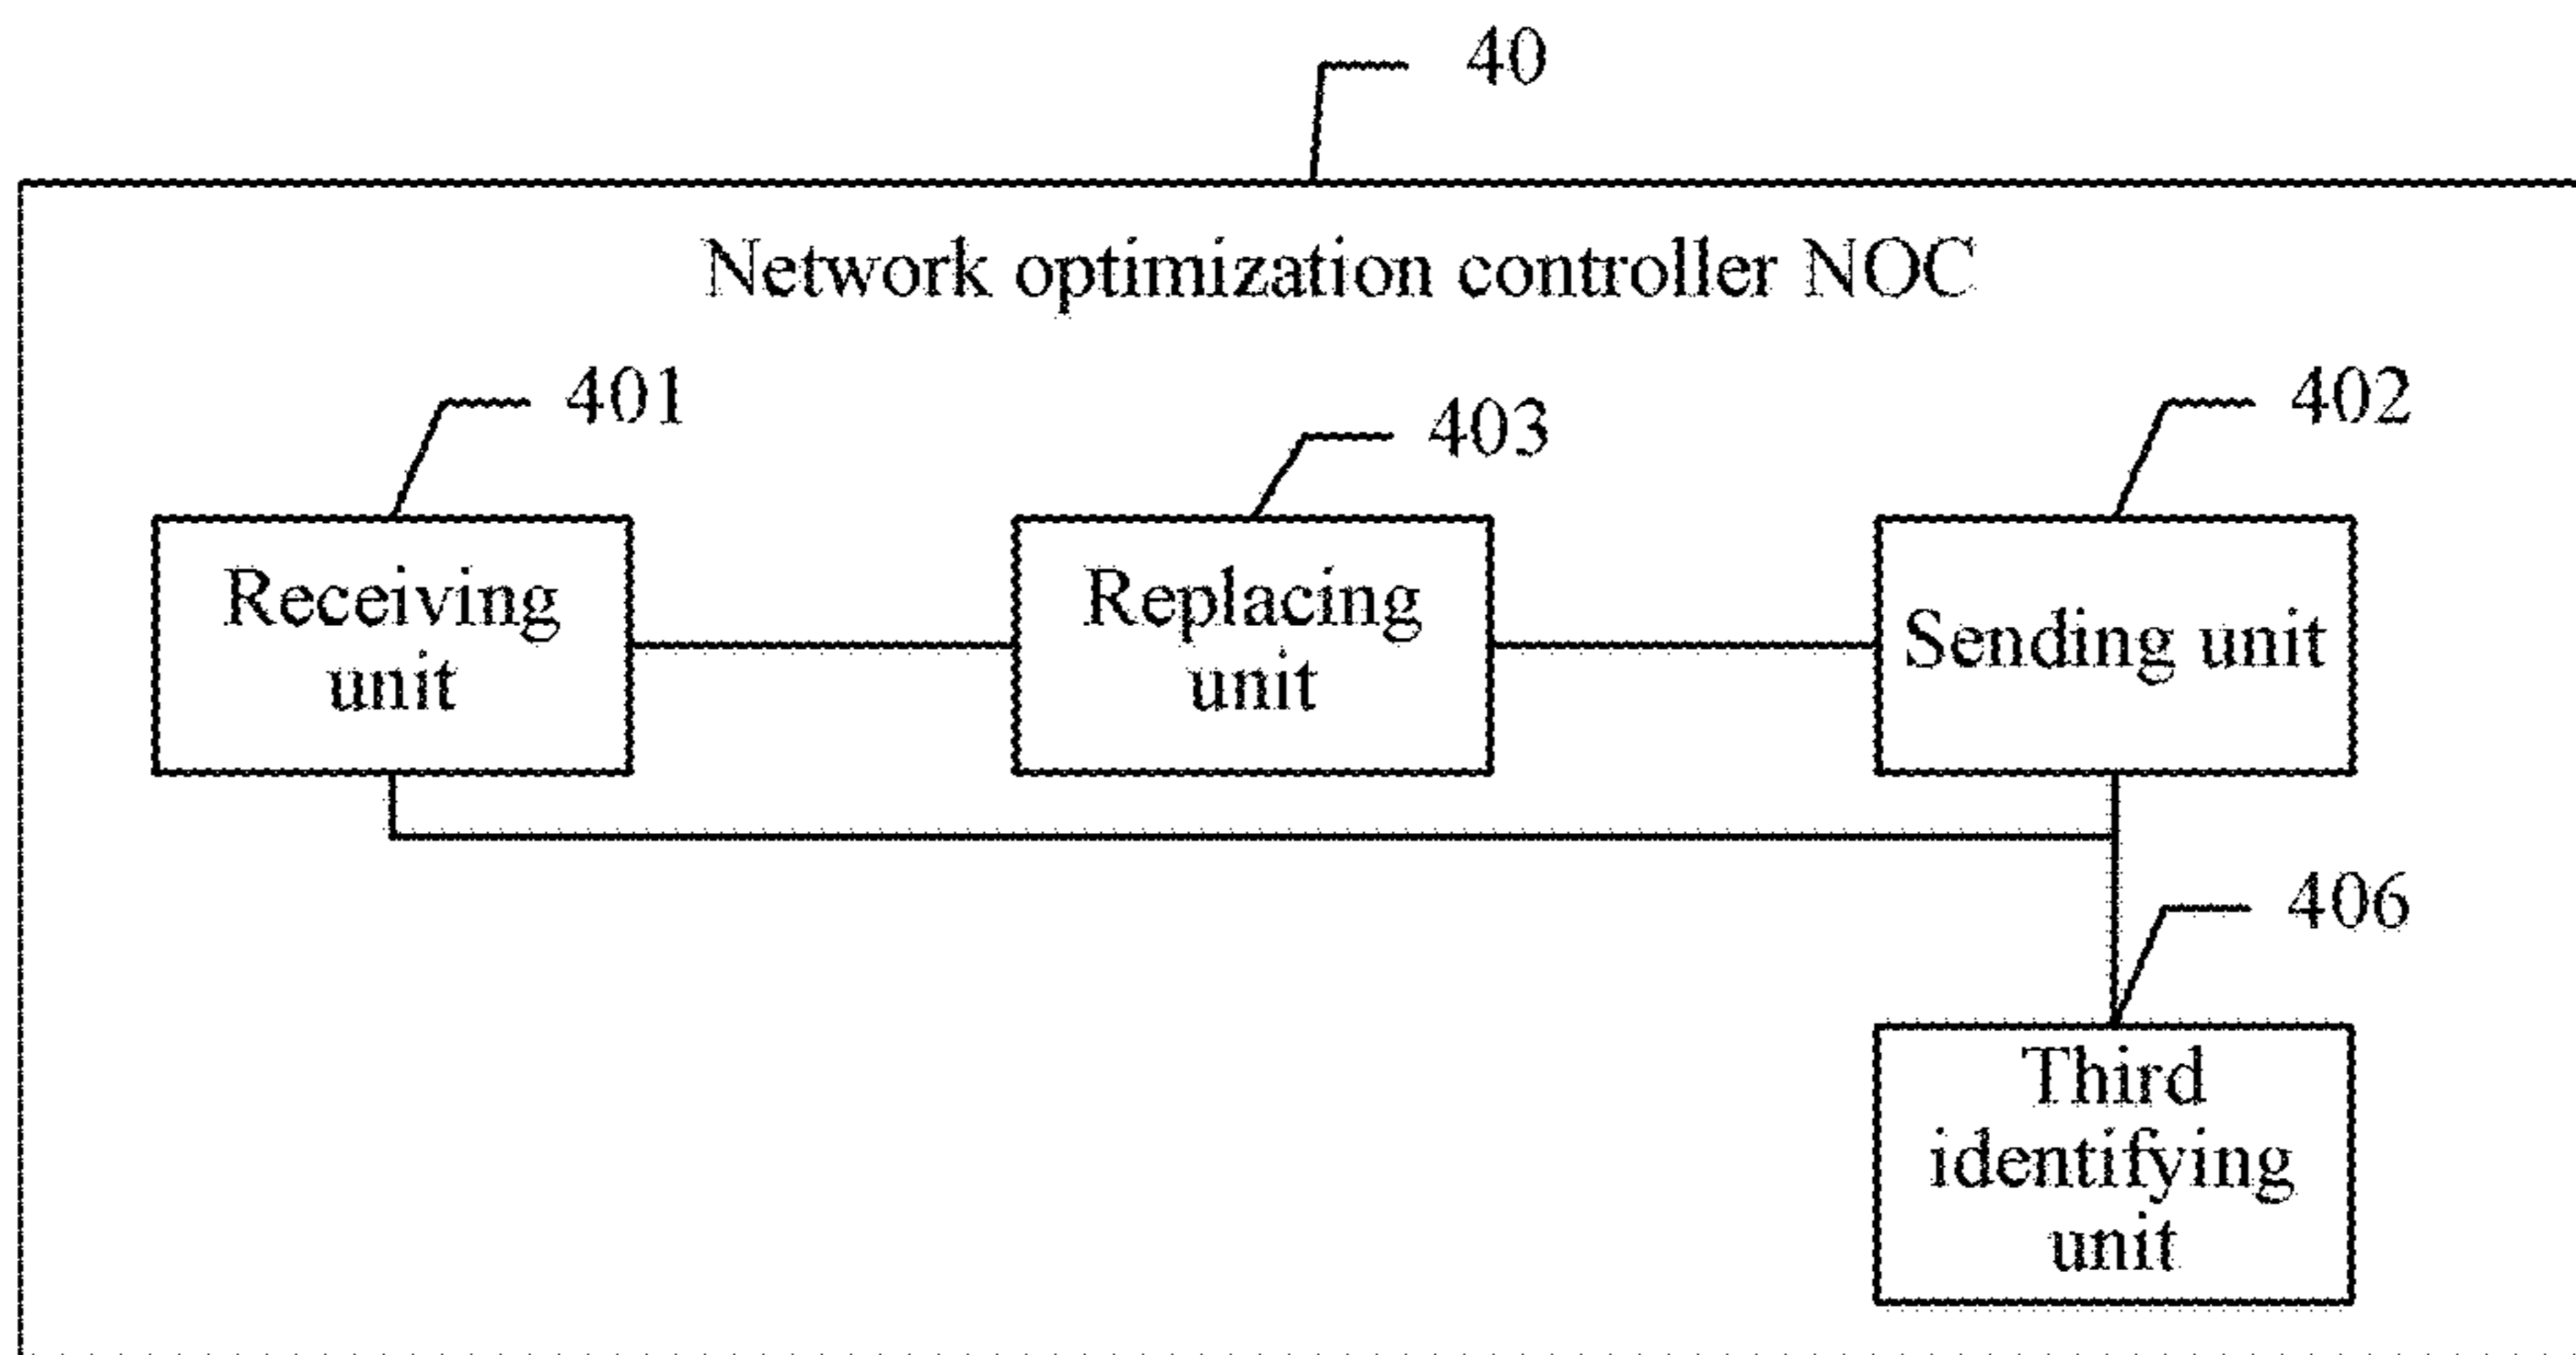 40
Network optimization controller NOC
401
403
402
Receiving
unit
Replacing
unit
Sending unit
406
Third
identifying
unit